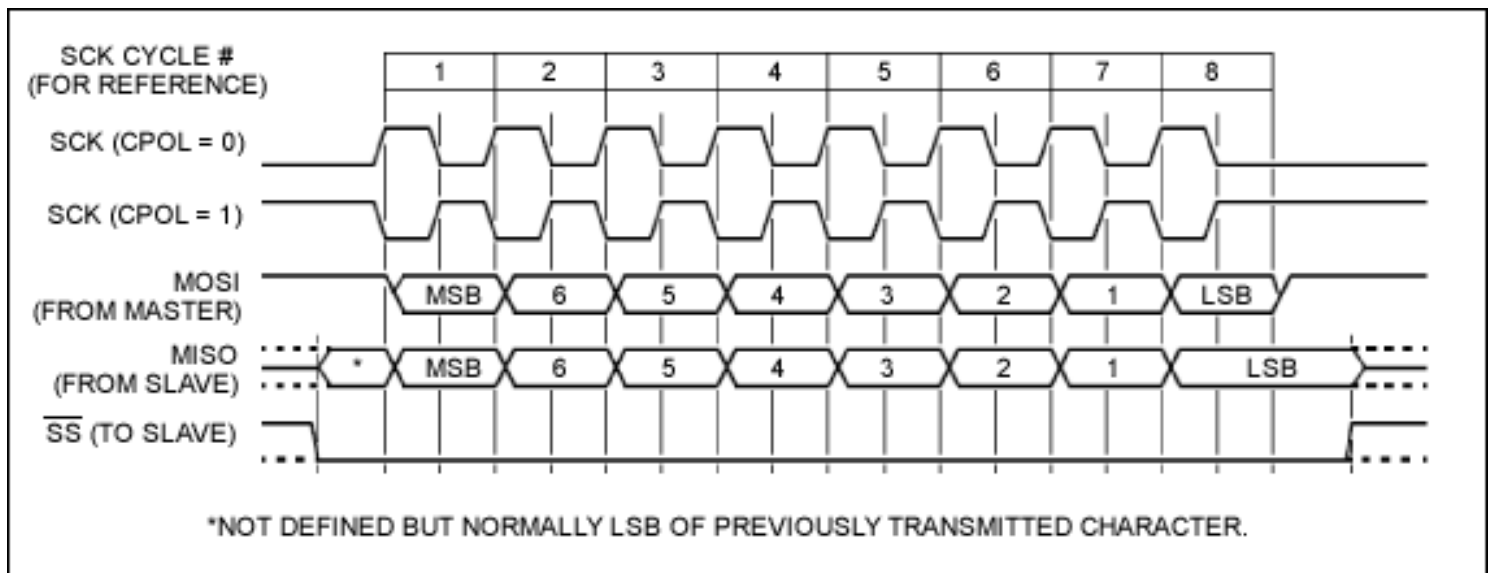 SCK CYCLE #
(FOR REFERENCE)
1 2 3 4 5 6 7 8
SCK (CPOL = 0)
SCK (CPOL = 1)
MOSI
(FROM MASTER)
MSB 6 5 4 3 2 1 LSB
MISO
(FROM SLAVE)
* MSB 6 5 4 3 2 1 LSB
S̅S̅ (TO SLAVE)
*NOT DEFINED BUT NORMALLY LSB OF PREVIOUSLY TRANSMITTED CHARACTER.